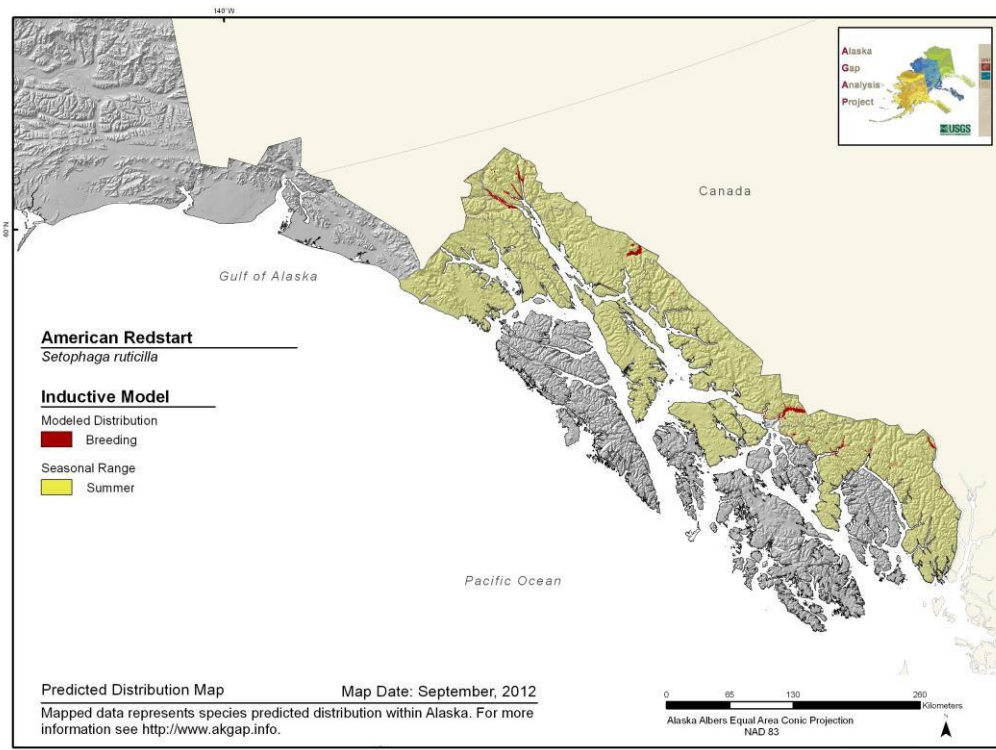 140°W
60°N
Alaska
Gap
Analysis
Project
USGS
Canada
Gulf of Alaska
American Redstart
Setophaga ruticilla
Inductive Model
Modeled Distribution
Breeding
Seasonal Range
Summer
Pacific Ocean
Predicted Distribution Map Map Date: September, 2012
Mapped data represents species predicted distribution within Alaska. For more
information see http://www.akgap.info.
0 65 130 260
Kilometers
Alaska Albers Equal Area Conic Projection
NAD 83
N